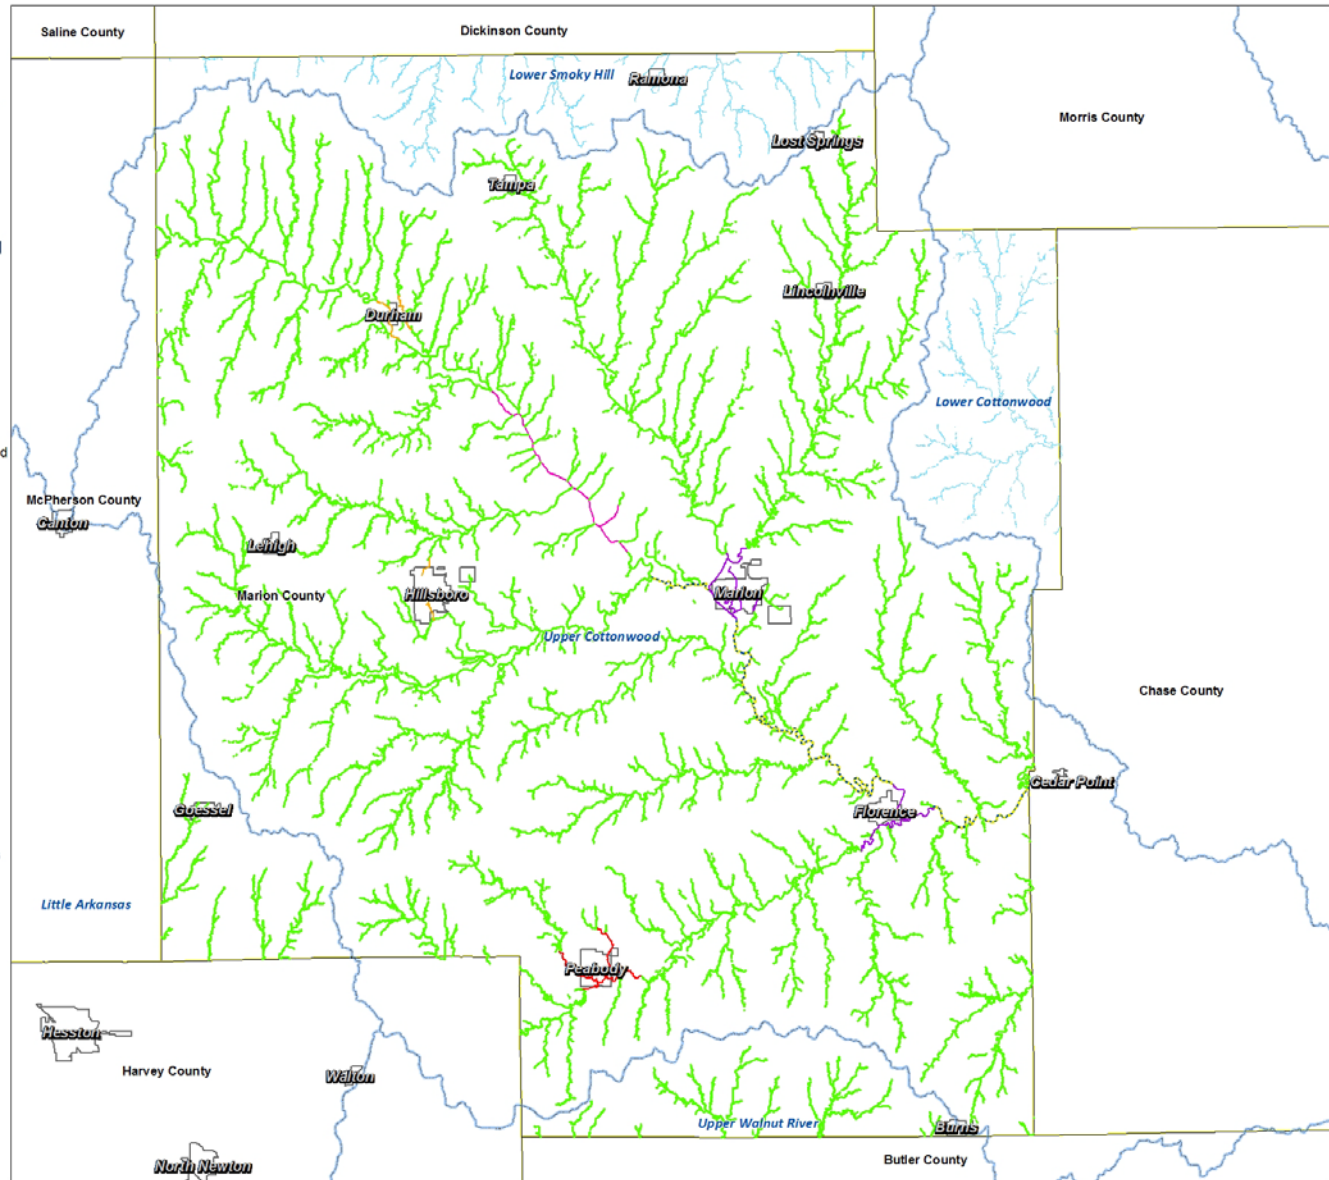 Saline County
Dickinson County
Lower Smoky Hill
Ramona
Morris County
Lost Springs
Tampa
Lincolnville
Durham
Lower Cottonwood
d
McPherson County
Canton
Lehigh
Marion County
Hillsboro
Marion
Upper Cottonwood
Chase County
Cedar Point
Goessel
Florence
Little Arkansas
Peabody
Hesston
Harvey County
Walton
Upper Walnut River
Burns
Butler County
North Newton